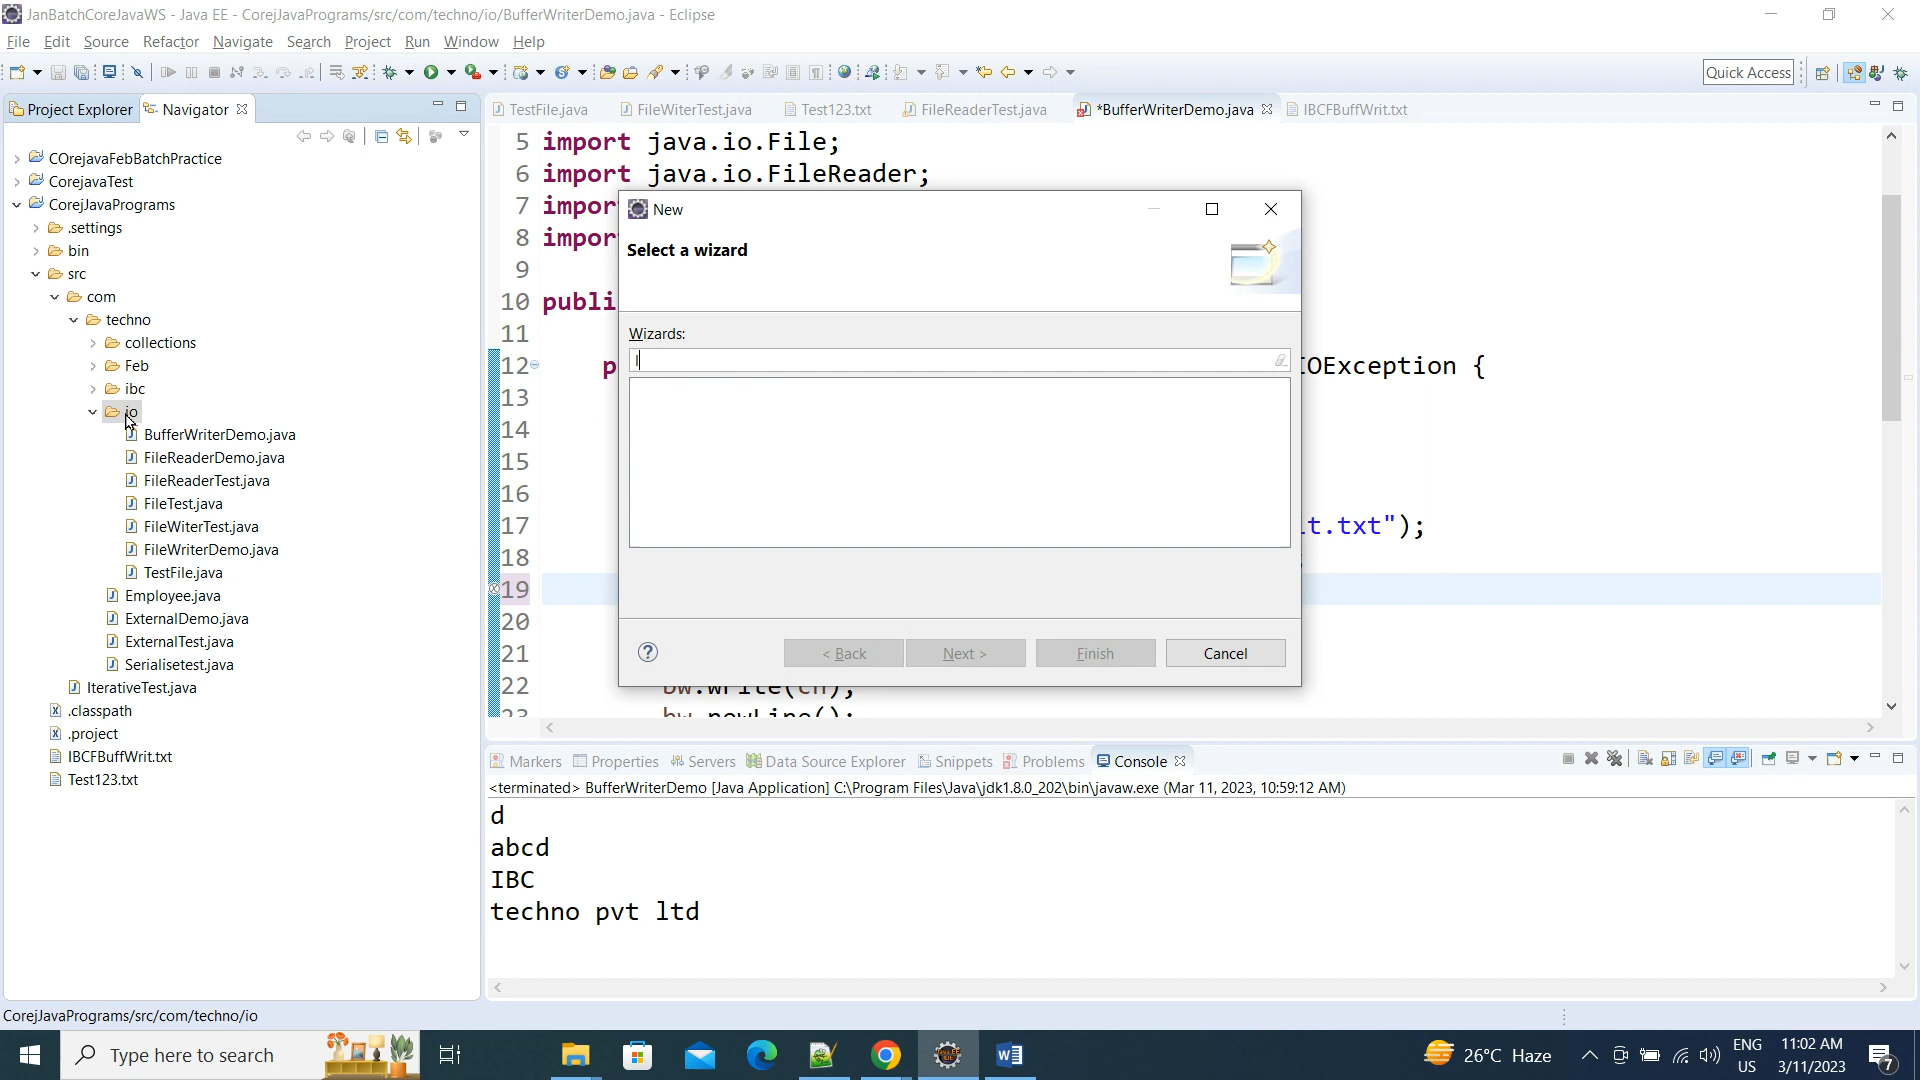 JanBatchCoreJavaWS - Java EE - CorejJavaPrograms/src/com/techno/io/BufferWriterDemo.java - Eclipse
File Edit Source Refactor Navigate Search Project Run Window Help
Quick Access
Project Explorer Navigator
TestFile.java FileWiterTest.java Test123.txt FileReaderTest.java *BufferWriterDemo.java IBCFBuffWrit.txt
COrejavaFebBatchPractice
CorejavaTest
CorejJavaPrograms
.settings
bin
src
com
techno
collections
Feb
ibc
io
BufferWriterDemo.java
FileReaderDemo.java
FileReaderTest.java
FileTest.java
FileWiterTest.java
FileWriterDemo.java
TestFile.java
Employee.java
ExternalDemo.java
ExternalTest.java
Serialisetest.java
IterativeTest.java
.classpath
.project
IBCFBuffWrit.txt
Test123.txt
5 import java.io.File;
6 import java.io.FileReader;
7 impor
8 impor
9
10 publi
11
12 p IOException {
13
14
15
16
17 it.txt");
18
19
20
21
22 bw.write(ch);
23 bw.newLine();
New
Select a wizard
Wizards:
I
< Back Next > Finish Cancel
Markers Properties Servers Data Source Explorer Snippets Problems Console
<terminated> BufferWriterDemo [Java Application] C:\Program Files\Java\jdk1.8.0_202\bin\javaw.exe (Mar 11, 2023, 10:59:12 AM)
d
abcd
IBC
techno pvt ltd
CorejJavaPrograms/src/com/techno/io
Type here to search
26°C Haze
ENG
US
11:02 AM
3/11/2023
7